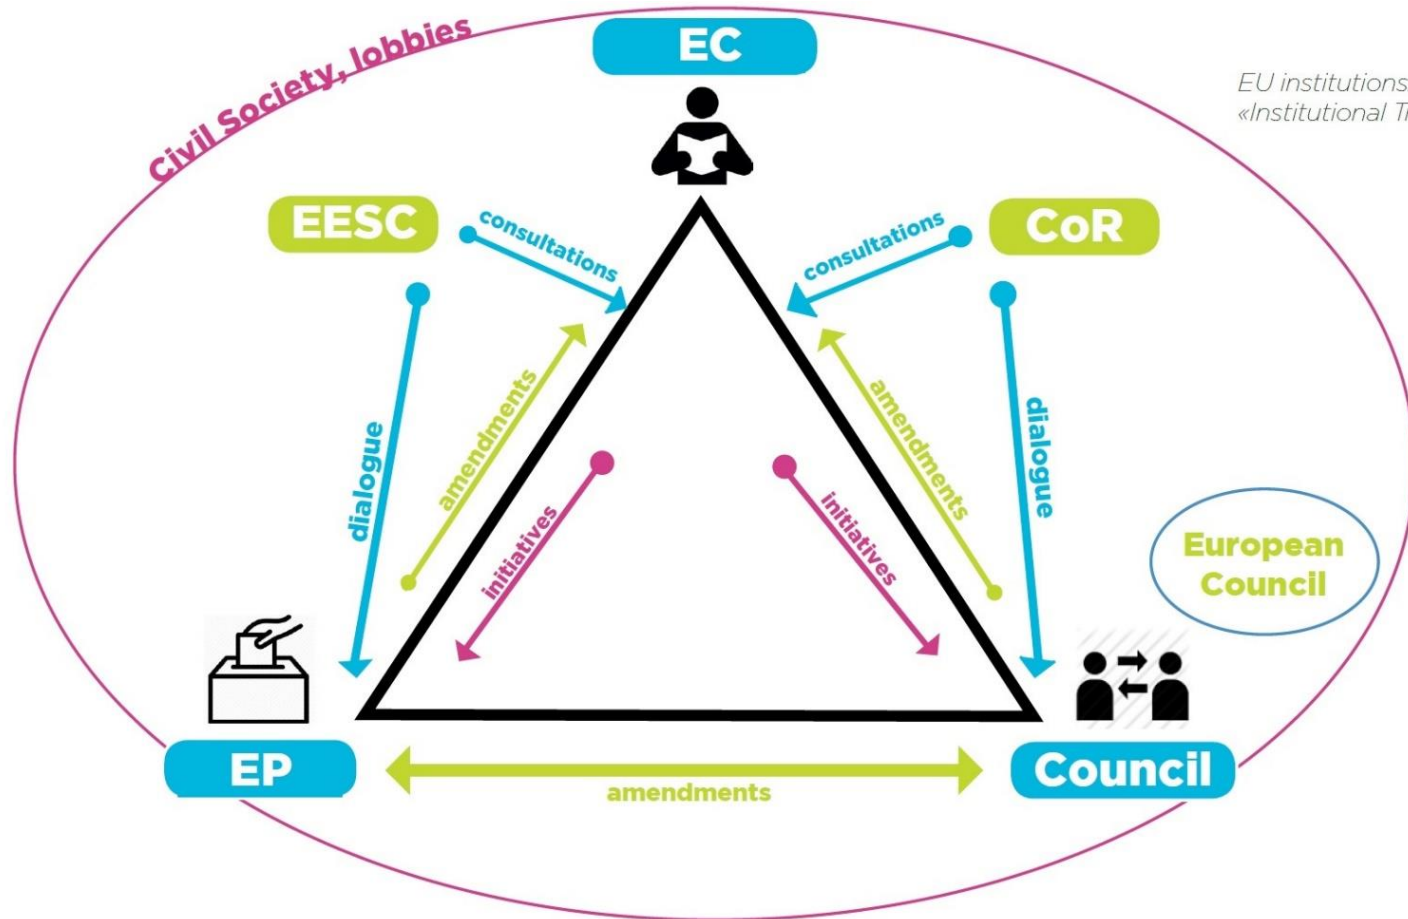 Civil Society, lobbies
EC
EU institutions.
«Institutional
EESC
consultations
consultations
CoR
amendments
amendments
dialogue
dialogue
initiatives
initiatives
European
Council
EP
Council
amendments